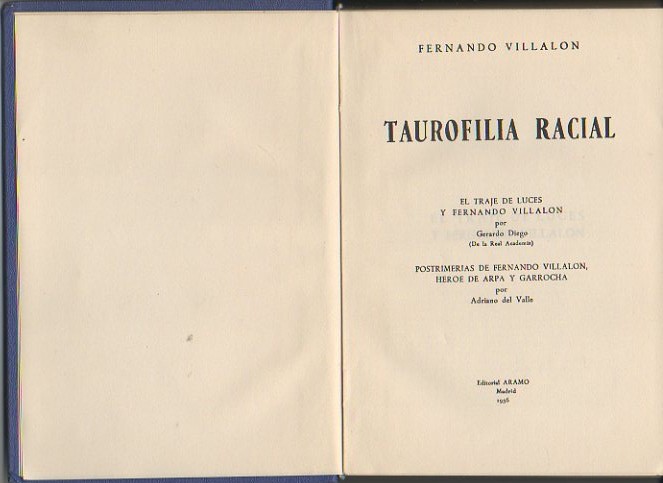 FERNANDO VILLALON
TAUROFILIA RACIAL
EL TRAJE DE LUCES
Y FERNANDO VILLALON
por
Gerardo Diego
(De la Real Academia)
POSTRIMERIAS DE FERNANDO VILLALON,
HEROE DE ARPA Y GARROCHA
por
Adriano del Valle
Editorial ARAMO
Madrid
1956